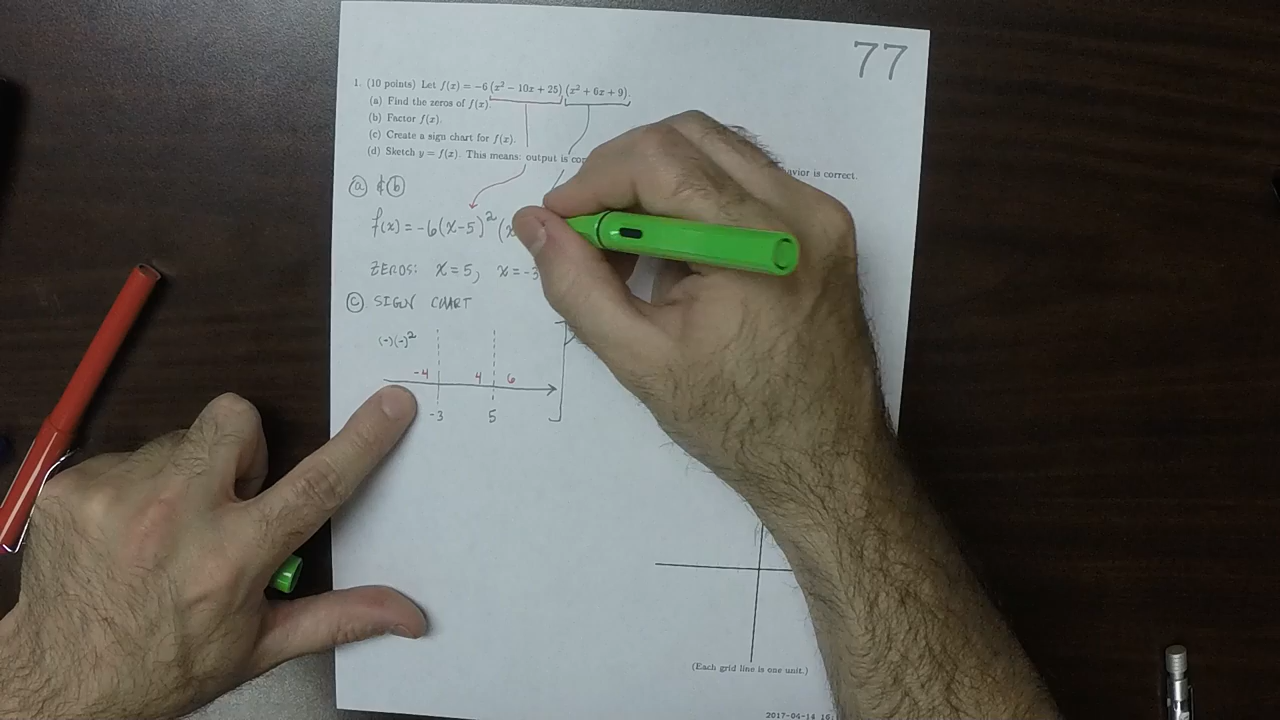 77
1. (10 points) Let f(x) = −6 (x² − 10x + 25) (x² + 6x + 9).
(a) Find the zeros of f(x).
(b) Factor f(x).
(c) Create a sign chart for f(x).
(d) Sketch y = f(x). This means: output is is correct.
ⓐ & ⓑ
f(x) = -6(x-5)² (x
ZEROS: x = 5, x = -3
ⓒ SIGN CHART
(-)(-)²
-4 4 6
-3 5
(Each grid line is one unit.)
2017-04-14